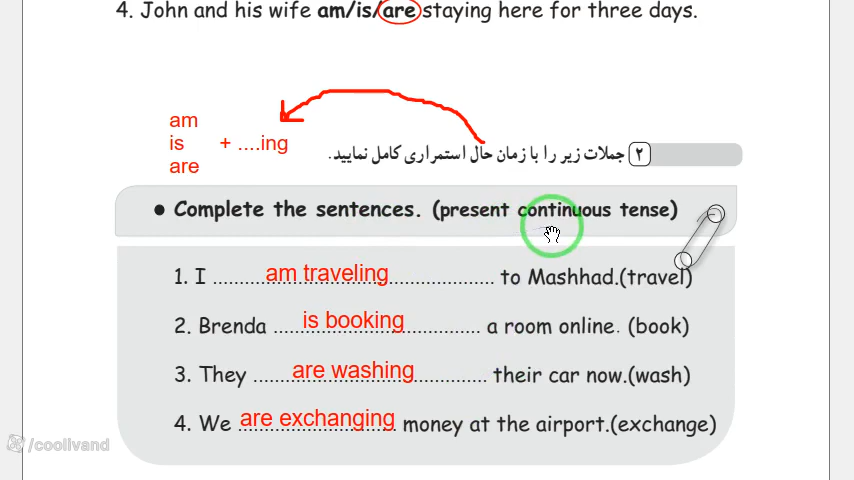 4. John and his wife am/is/are staying here for three days.
am
is + ....ing
are
۲ جملات زیر را با زمان حال استمراری کامل نمایید.
● Complete the sentences. (present continuous tense)
1. I ........ am traveling ........ to Mashhad.(travel)
2. Brenda ........ is booking ........ a room online. (book)
3. They ........ are washing ........ their car now.(wash)
4. We ........ are exchanging ........ money at the airport.(exchange)
/coolivand